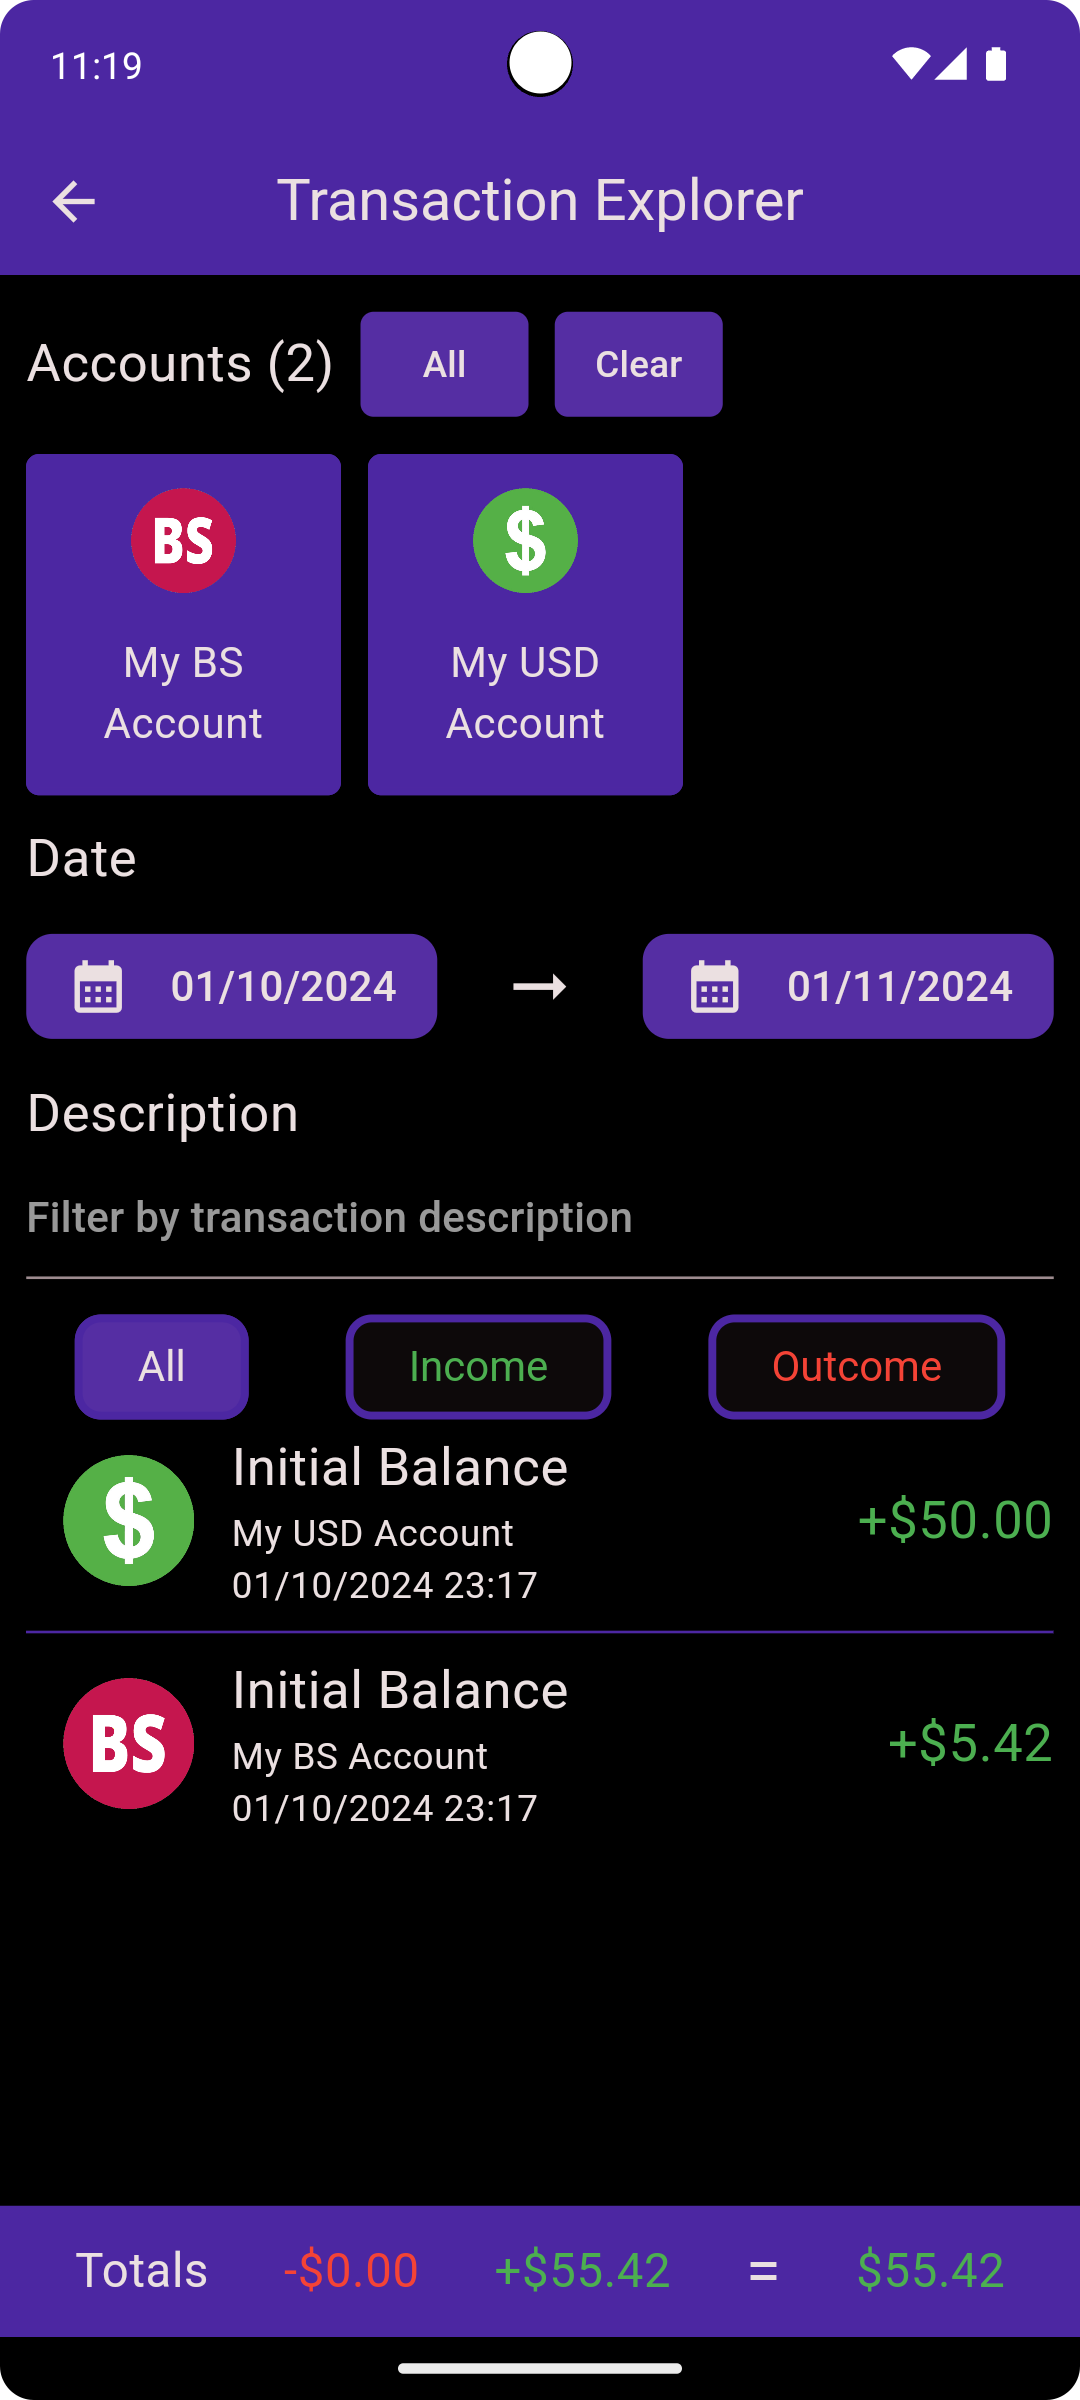 11:19
Transaction Explorer
Accounts (2)
All
Clear
BS
$
My BS
Account
My USD
Account
Date
01/10/2024
01/11/2024
Description
Filter by transaction description
All
Income
Outcome
$
Initial Balance
My USD Account
01/10/2024 23:17
+$50.00
BS
Initial Balance
My BS Account
01/10/2024 23:17
+$5.42
Totals -$0.00 +$55.42 = $55.42